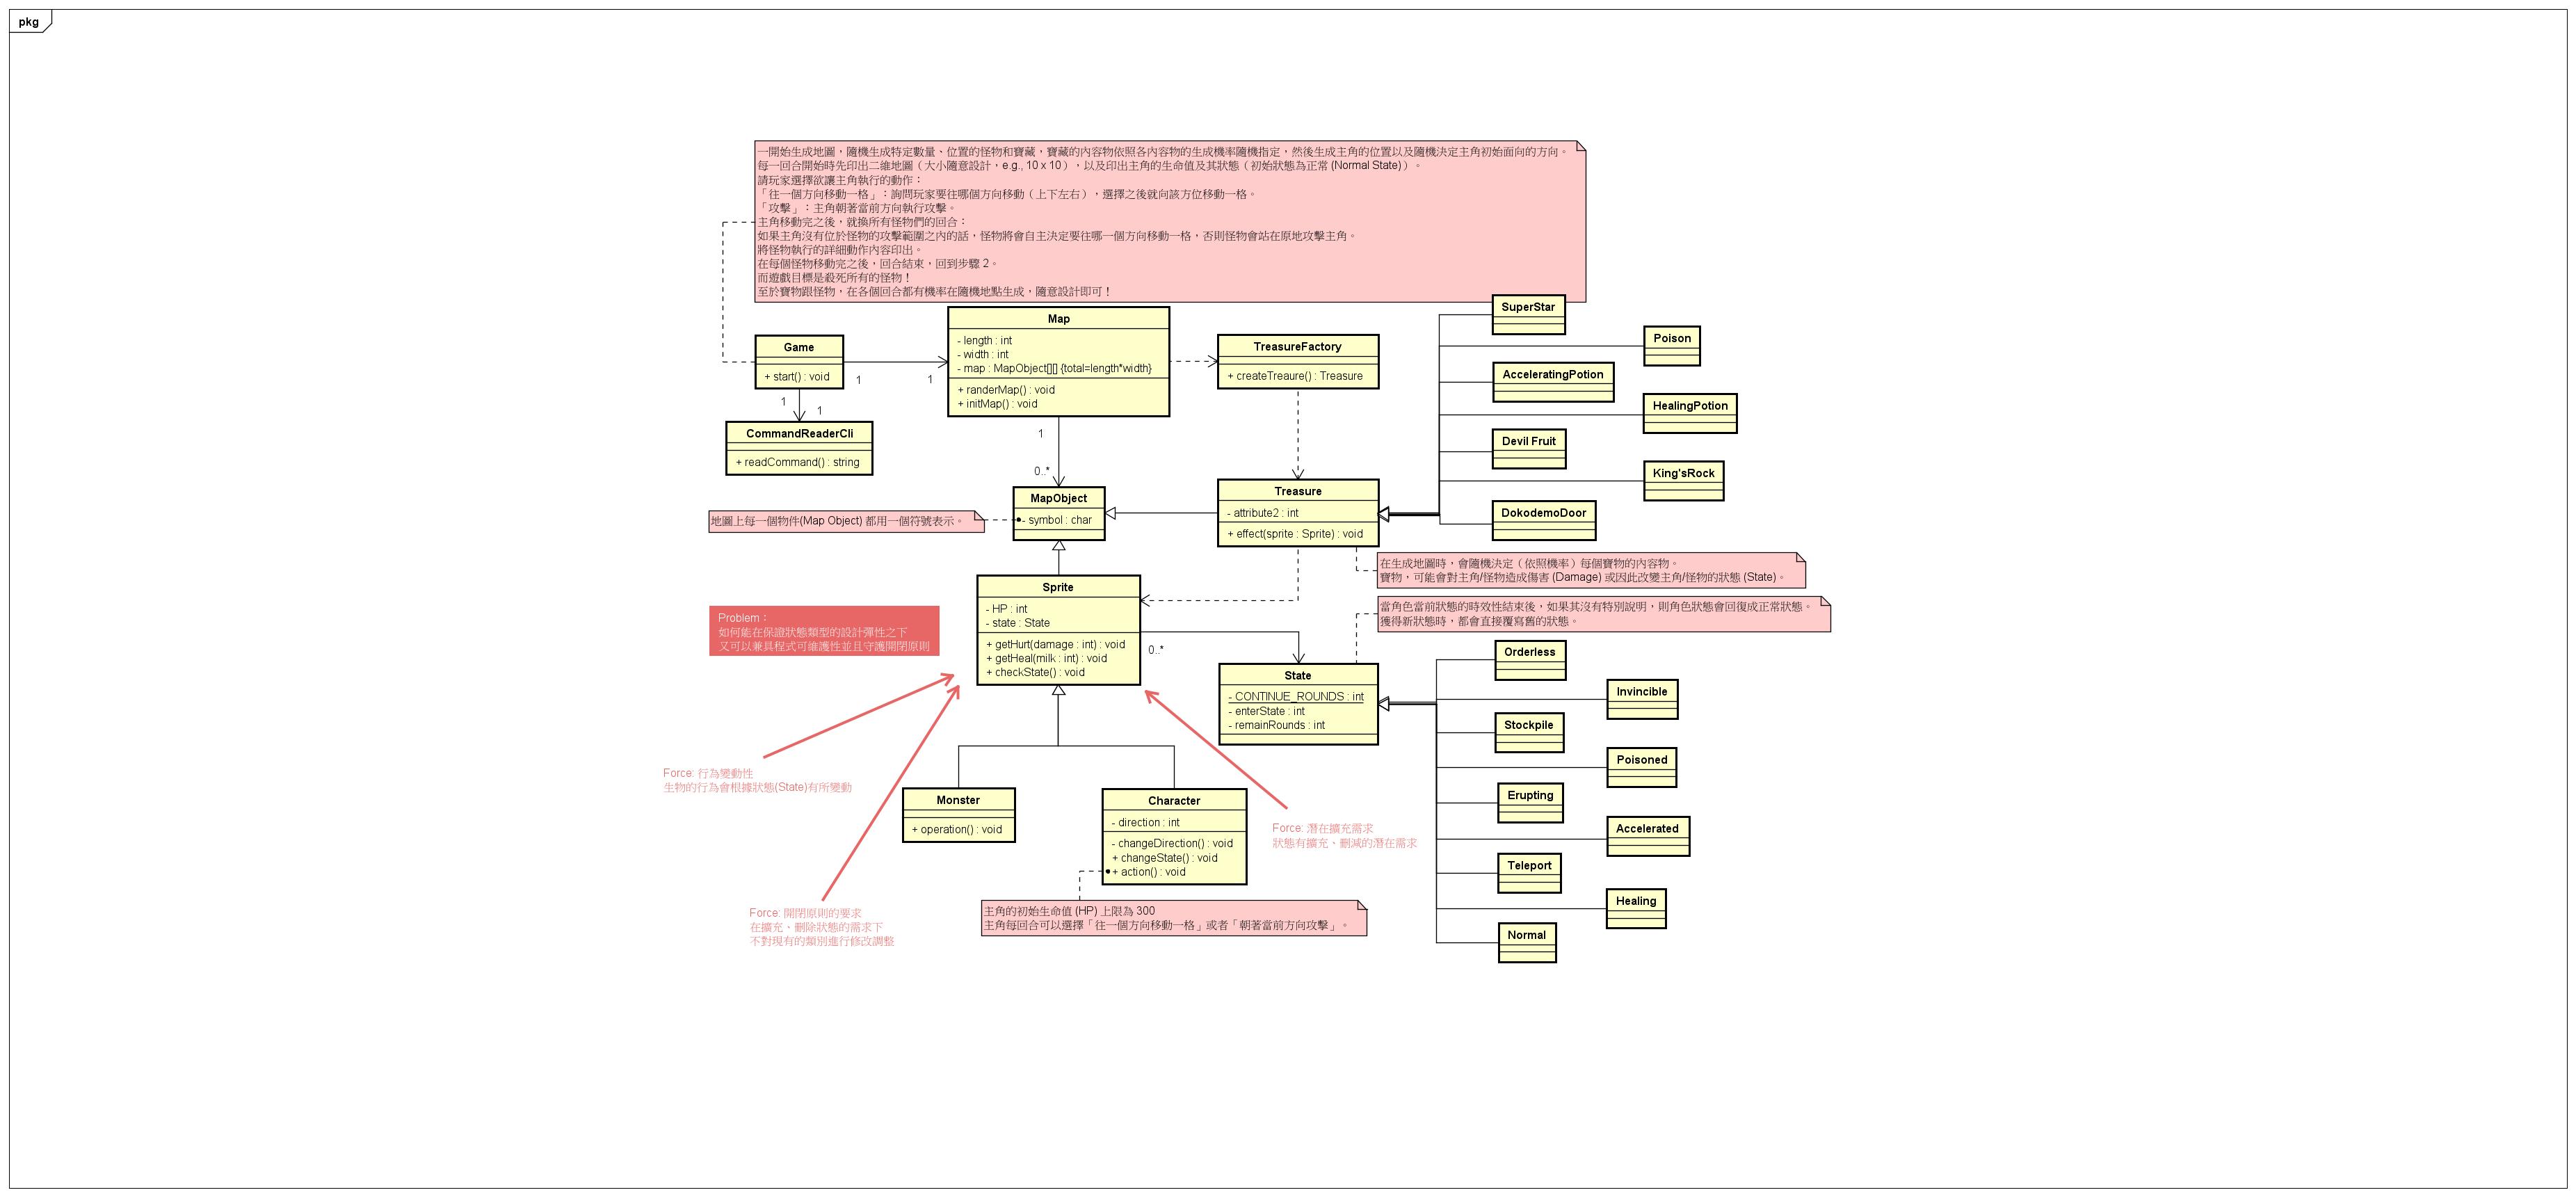 pkg
一開始生成地圖，隨機生成特定數量、位置的怪物和寶藏，寶藏的內容物依照各內容物的生成機率隨機指定，然後生成主角的位置以及隨機決定主角初始面向的方向。
每一回合開始時先印出二維地圖（大小隨意設計，e.g., 10 x 10），以及印出主角的生命值及其狀態（初始狀態為正常 (Normal State)）。
請玩家選擇欲讓主角執行的動作：
「往一個方向移動一格」：詢問玩家要往哪個方向移動（上下左右），選擇之後就向該方位移動一格。
「攻擊」：主角朝著當前方向執行攻擊。
主角移動完之後，就換所有怪物們的回合：
如果主角沒有位於怪物的攻擊範圍之內的話，怪物將會自主決定要往哪一個方向移動一格，否則怪物會站在原地攻擊主角。
將怪物執行的詳細動作內容印出。
在每個怪物移動完之後，回合結束，回到步驟 2。
而遊戲目標是殺死所有的怪物！
至於寶物跟怪物，在各個回合都有機率在隨機地點生成，隨意設計即可！
Game
+ start() : void
1
1
1
1
CommandReaderCli
+ readCommand() : string
Map
- length : int
- width : int
- map : MapObject[][] {total=length*width}
+ randerMap() : void
+ initMap() : void
1
0..*
TreasureFactory
+ createTreaure() : Treasure
SuperStar
Poison
AcceleratingPotion
HealingPotion
Devil Fruit
King'sRock
DokodemoDoor
MapObject
- symbol : char
地圖上每一個物件(Map Object) 都用一個符號表示。
Treasure
- attribute2 : int
+ effect(sprite : Sprite) : void
在生成地圖時，會隨機決定（依照機率）每個寶物的內容物。
寶物，可能會對主角/怪物造成傷害 (Damage) 或因此改變主角/怪物的狀態 (State)。
Sprite
- HP : int
- state : State
+ getHurt(damage : int) : void
+ getHeal(milk : int) : void
+ checkState() : void
0..*
當角色當前狀態的時效性結束後，如果其沒有特別說明，則角色狀態會回復成正常狀態。
獲得新狀態時，都會直接覆寫舊的狀態。
Problem：
如何能在保證狀態類型的設計彈性之下
又可以兼具程式可維護性並且守護開閉原則
State
- CONTINUE_ROUNDS : int
- enterState : int
- remainRounds : int
Orderless
Invincible
Stockpile
Poisoned
Erupting
Accelerated
Teleport
Healing
Normal
Force: 行為變動性
生物的行為會根據狀態(State)有所變動
Monster
+ operation() : void
Character
- direction : int
- changeDirection() : void
+ changeState() : void
+ action() : void
Force: 潛在擴充需求
狀態有擴充、刪減的潛在需求
Force: 開閉原則的要求
在擴充、刪除狀態的需求下
不對現有的類別進行修改調整
主角的初始生命值 (HP) 上限為 300
主角每回合可以選擇「往一個方向移動一格」或者「朝著當前方向攻擊」。